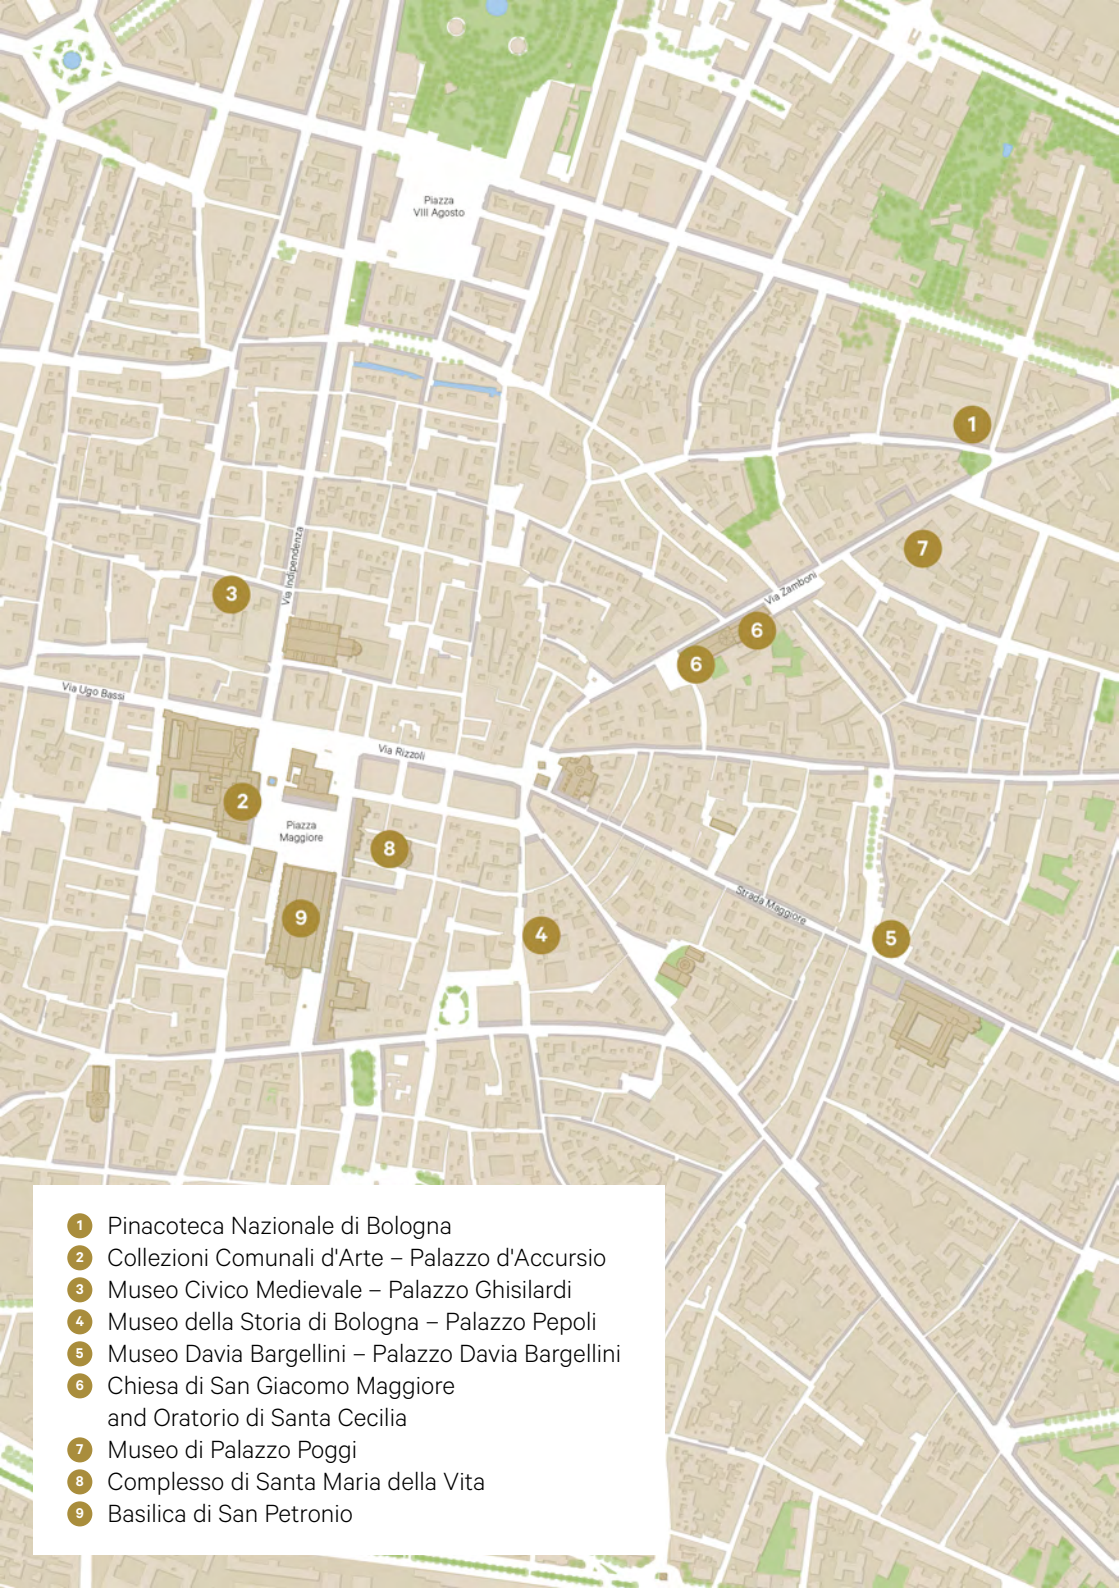 Piazza
VIII Agosto
1
7
Via Indipendenza
3
Via Zamboni
6
6
Via Ugo Bassi
Via Rizzoli
2
Piazza
Maggiore
8
Strada Maggiore
9
4
5
1 Pinacoteca Nazionale di Bologna
2 Collezioni Comunali d'Arte – Palazzo d'Accursio
3 Museo Civico Medievale – Palazzo Ghisilardi
4 Museo della Storia di Bologna – Palazzo Pepoli
5 Museo Davia Bargellini – Palazzo Davia Bargellini
6 Chiesa di San Giacomo Maggiore
and Oratorio di Santa Cecilia
7 Museo di Palazzo Poggi
8 Complesso di Santa Maria della Vita
9 Basilica di San Petronio